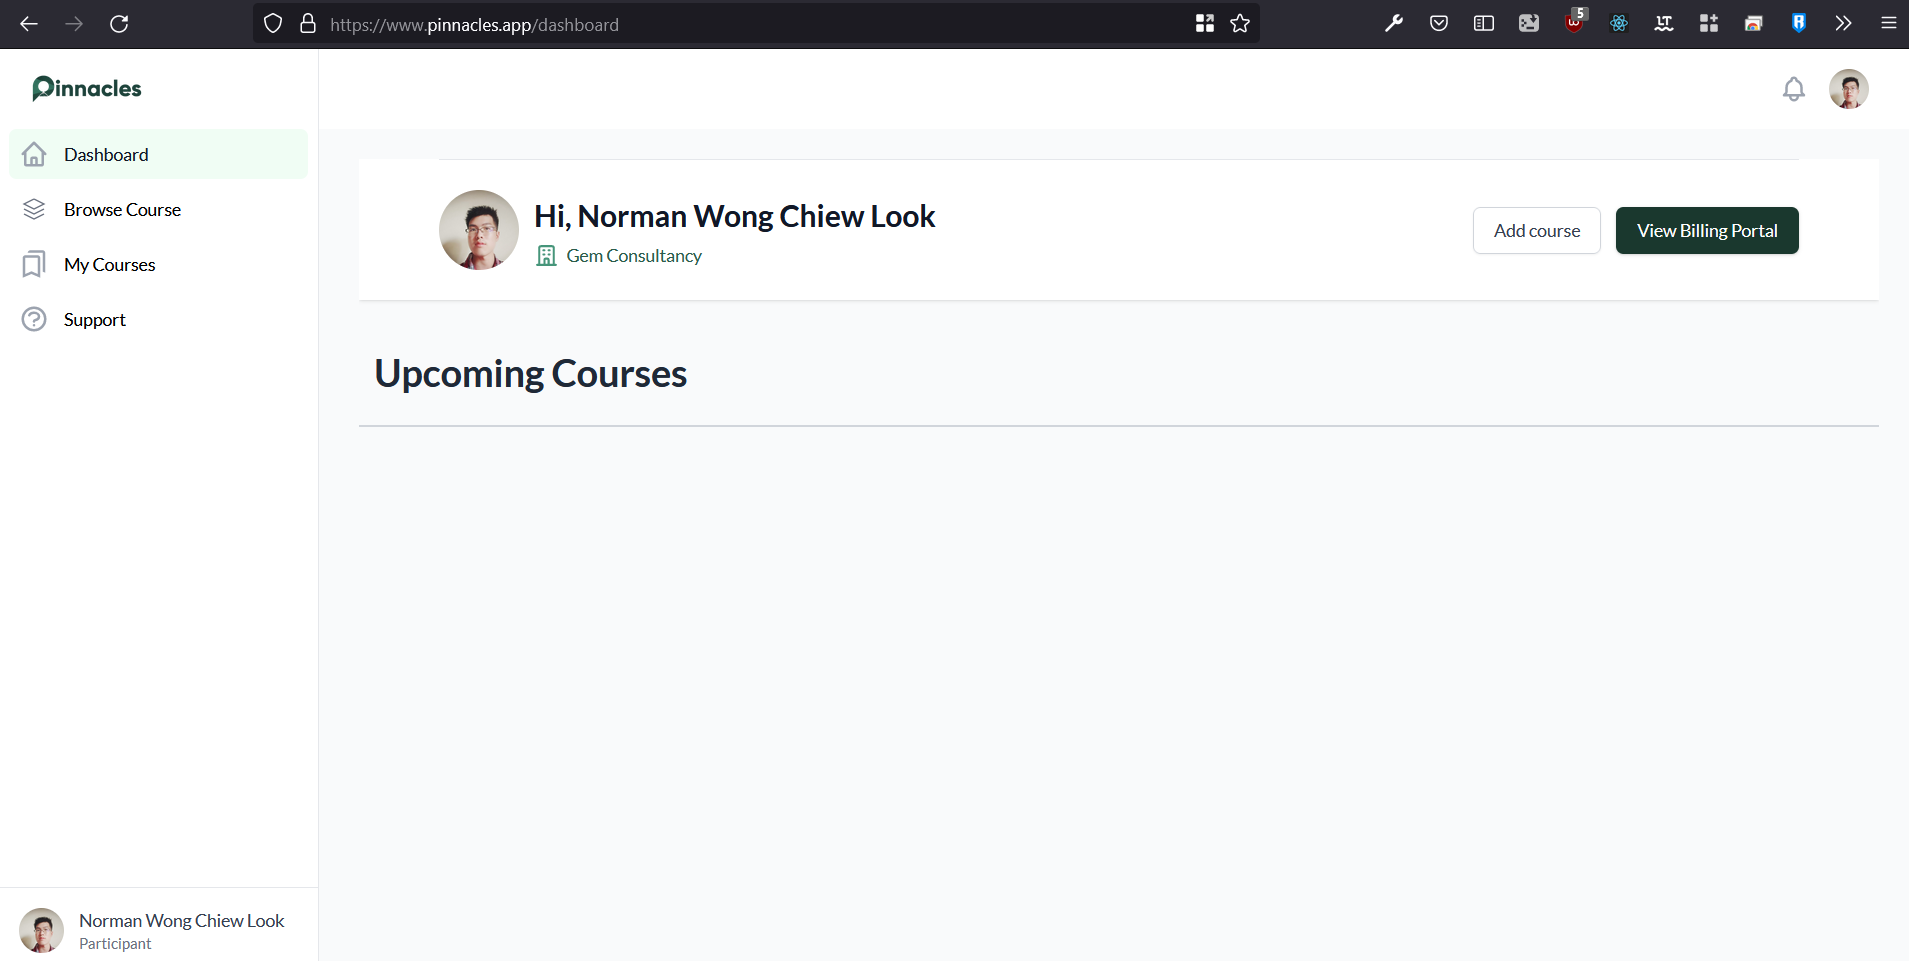 https://www.pinnacles.app/dashboard
5
Pinnacles
Dashboard
Browse Course
My Courses
Support
Hi, Norman Wong Chiew Look
Gem Consultancy
Add course
View Billing Portal
Upcoming Courses
Norman Wong Chiew Look
Participant